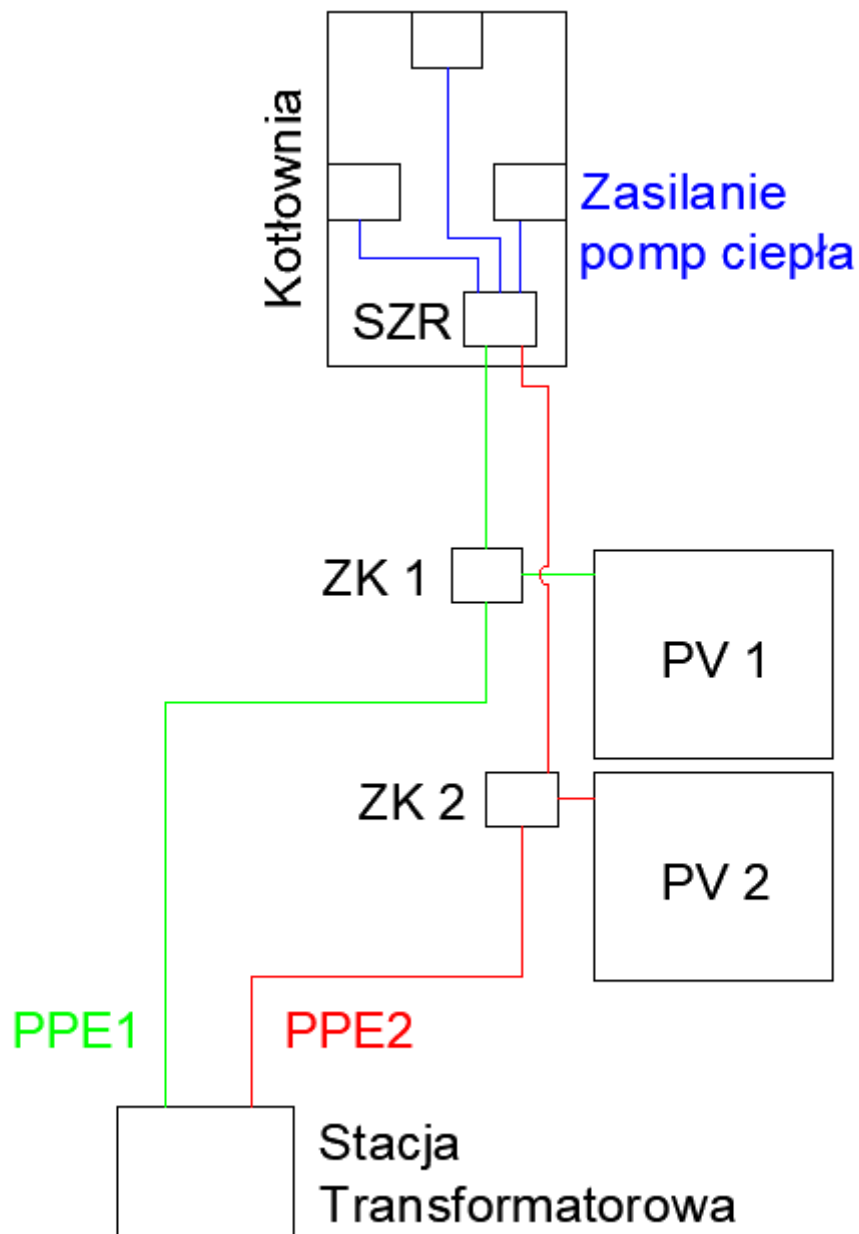 Kotłownia
Zasilanie
pomp ciepła
SZR
ZK 1
PV 1
ZK 2
PV 2
PPE1
PPE2
Stacja
Transformatorowa